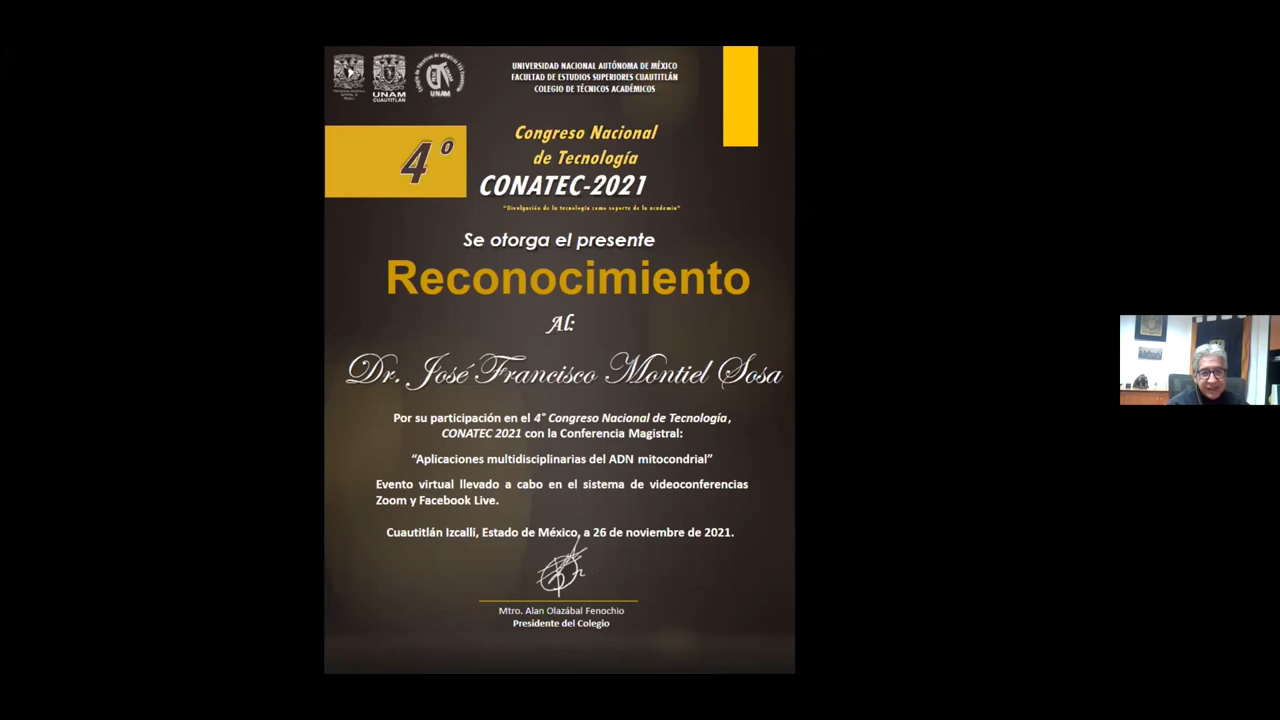 UNAM
CUAUTITLÁN
UNAM
UNIVERSIDAD NACIONAL AUTÓNOMA DE MÉXICO
FACULTAD DE ESTUDIOS SUPERIORES CUAUTITLÁN
COLEGIO DE TÉCNICOS ACADÉMICOS
4°
Congreso Nacional
de Tecnología
CONATEC-2021
"Divulgación de la tecnología como soporte de la academia"
Se otorga el presente
Reconocimiento
Al:
Dr. José Francisco Montiel Sosa
Por su participación en el 4° Congreso Nacional de Tecnología,
CONATEC 2021 con la Conferencia Magistral:
“Aplicaciones multidisciplinarias del ADN mitocondrial”
Evento virtual llevado a cabo en el sistema de videoconferencias
Zoom y Facebook Live.
Cuautitlán Izcalli, Estado de México, a 26 de noviembre de 2021.
Mtro. Alan Olazábal Fenochio
Presidente del Colegio